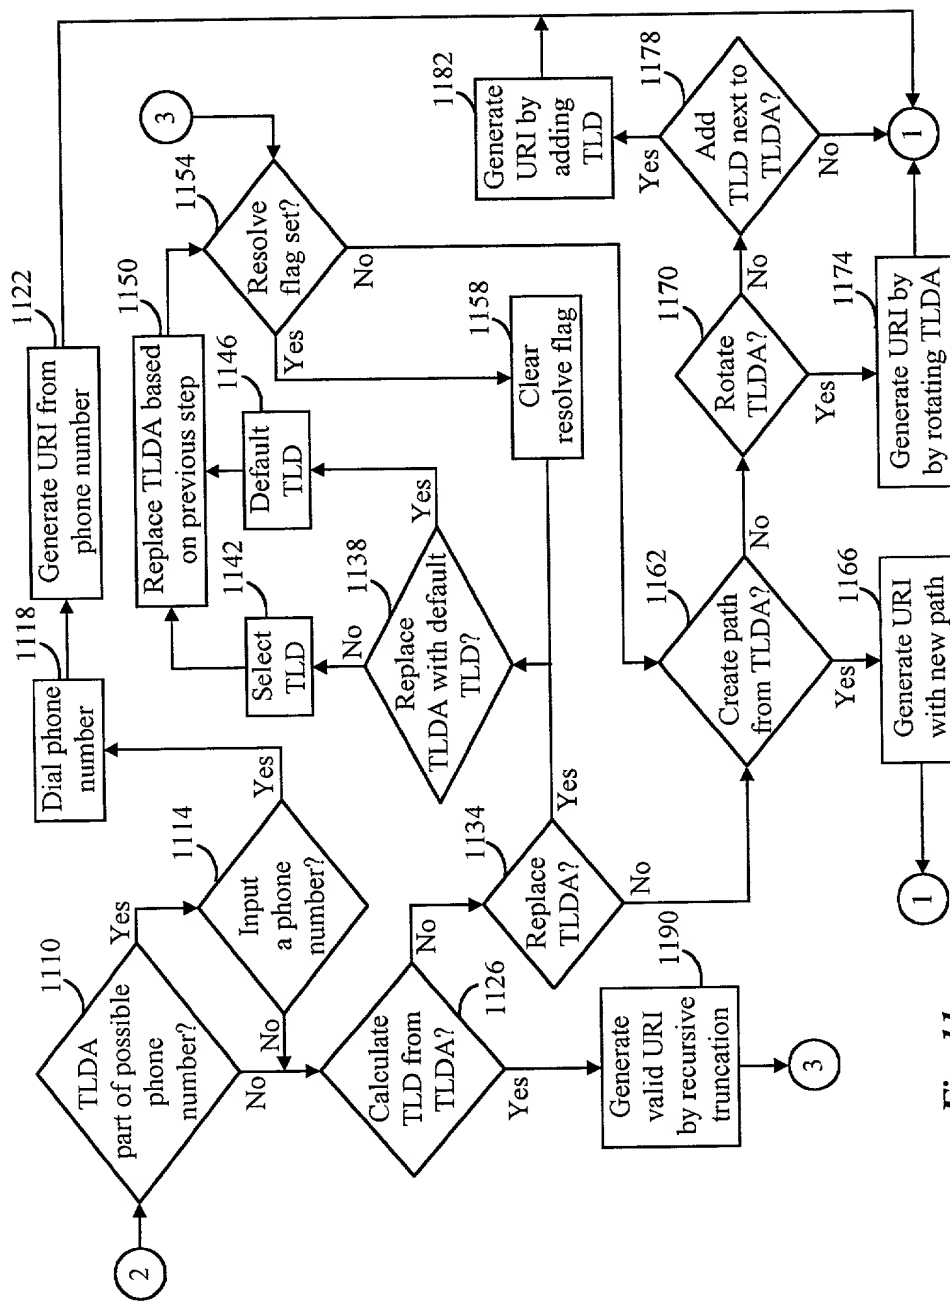 2
TLDA
part of possible
phone
number?
1110
Yes
No
Input
a phone
number?
1114
Yes
No
Dial phone
number
1118
Generate URI from
phone number
1122
Calculate
TLD from
TLDA?
1126
No
Yes
Generate
valid URI
by recursive
truncation
1190
3
Replace
TLDA?
1134
Yes
No
Replace
TLDA with default
TLD?
1138
No
Yes
Select
TLD
1142
Default
TLD
1146
Replace TLDA based
on previous step
1150
3
Resolve
flag set?
1154
Yes
No
Clear
resolve flag
1158
Create path
from TLDA?
1162
No
Yes
Generate URI
with new path
1166
1
Rotate
TLDA?
1170
No
Yes
Generate URI by
by rotating TLDA
1174
Add
TLD next to
TLDA?
1178
Yes
No
Generate
URI by
adding
TLD
1182
1